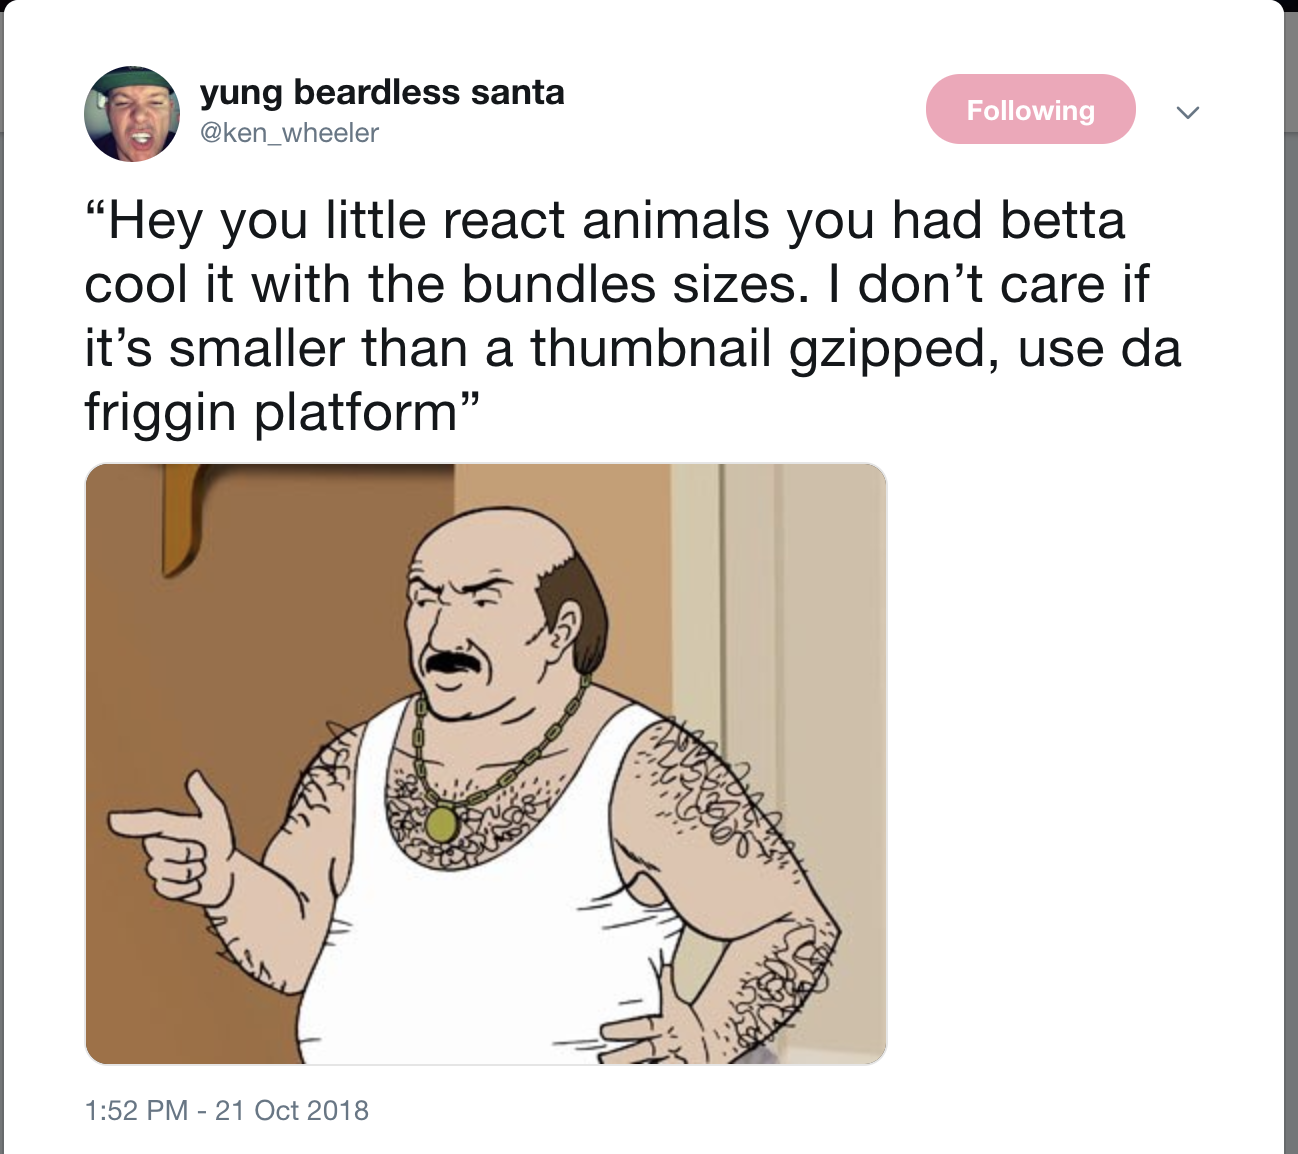 yung beardless santa
@ken_wheeler
Following
“Hey you little react animals you had betta
cool it with the bundles sizes. I don’t care if
it’s smaller than a thumbnail gzipped, use da
friggin platform”
1:52 PM - 21 Oct 2018